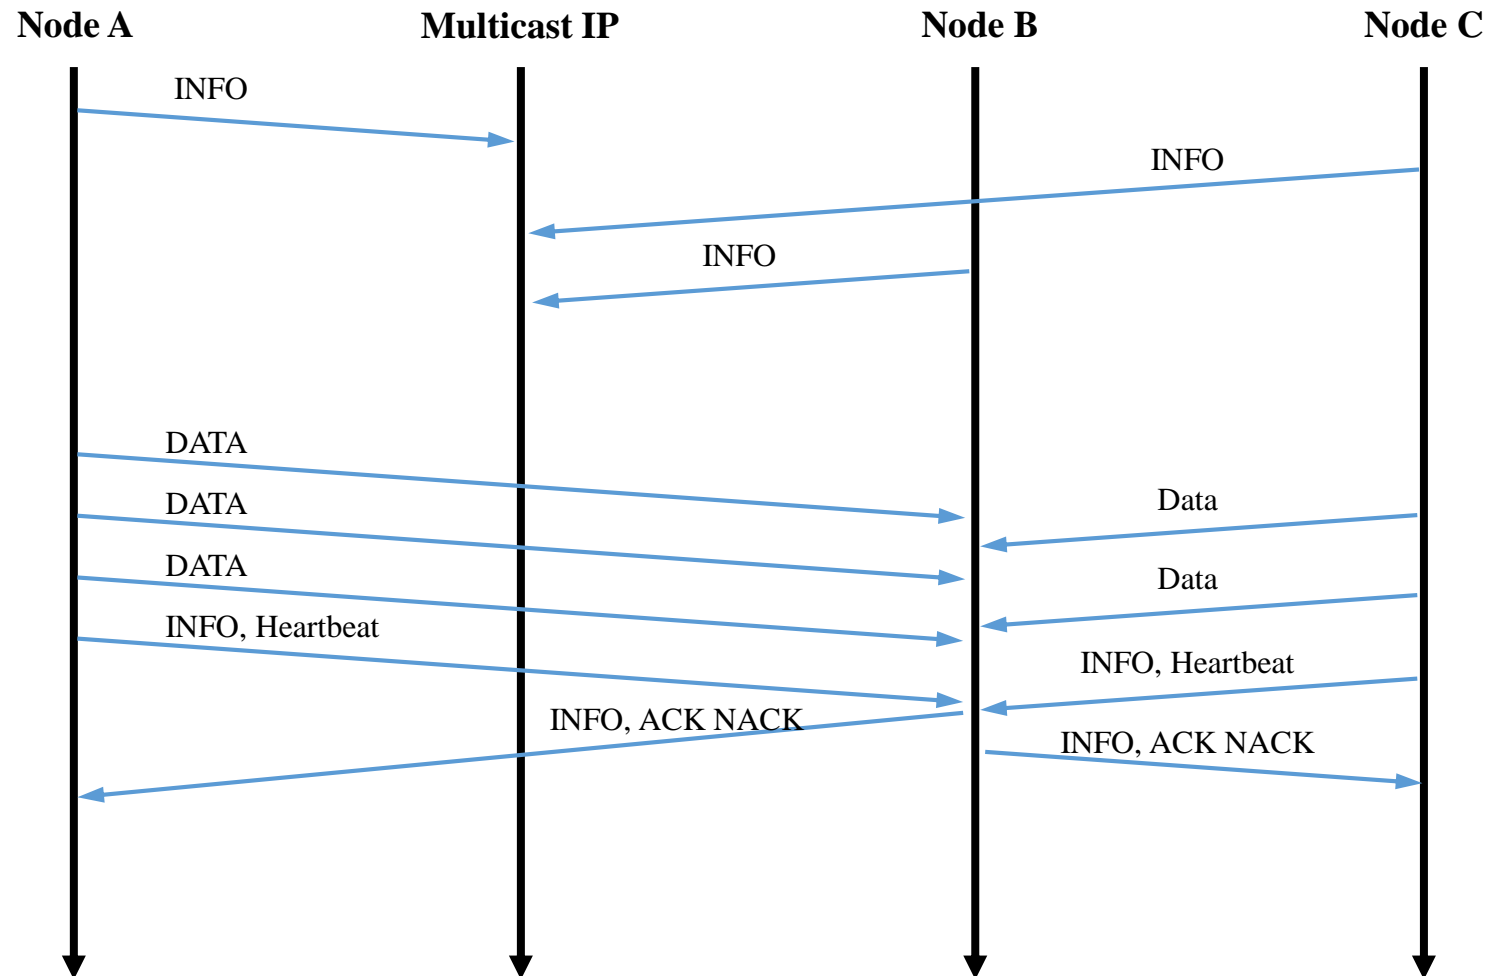 Node A
Multicast IP
Node B
Node C
INFO
INFO
INFO
DATA
DATA
Data
DATA
Data
INFO, Heartbeat
INFO, Heartbeat
INFO, ACK NACK
INFO, ACK NACK